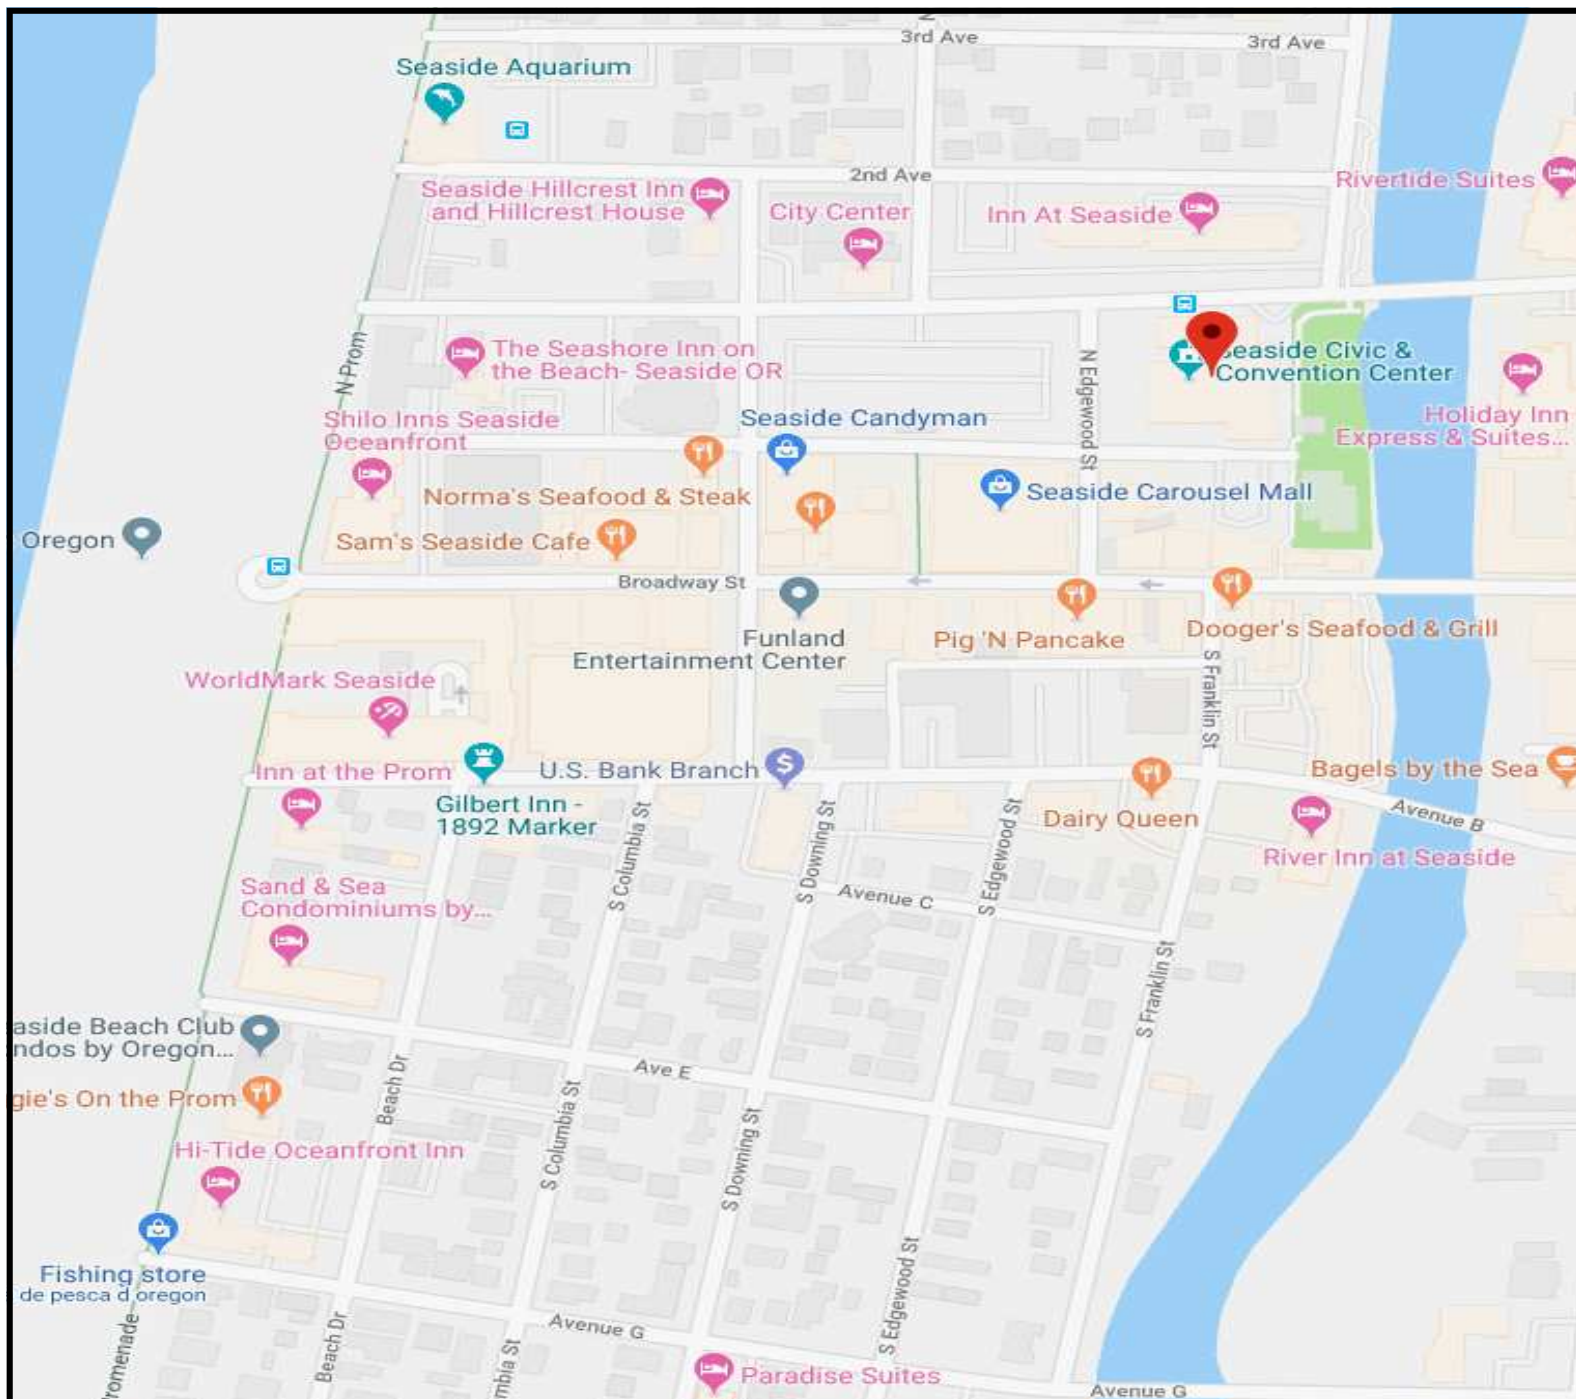 3rd Ave
3rd Ave
N
Seaside Aquarium
2nd Ave
Rivertide Suites
Seaside Hillcrest Inn
and Hillcrest House
City Center
Inn At Seaside
N Prom
The Seashore Inn on
the Beach- Seaside OR
N Edgewood St
Seaside Civic &
Convention Center
Holiday Inn
Express & Suites...
Shilo Inns Seaside
Oceanfront
Seaside Candyman
Norma's Seafood & Steak
Seaside Carousel Mall
Oregon
Sam's Seaside Cafe
Broadway St
Funland
Entertainment Center
Pig 'N Pancake
Dooger's Seafood & Grill
S Franklin St
WorldMark Seaside
Inn at the Prom
U.S. Bank Branch
$
Bagels by the Sea
Gilbert Inn -
1892 Marker
Dairy Queen
Avenue B
S Columbia St
S Downing St
S Edgewood St
River Inn at Seaside
Sand & Sea
Condominiums by...
Avenue C
S Franklin St
aside Beach Club
ndos by Oregon...
Ave E
Beach Dr
gie's On the Prom
S Columbia St
S Downing St
Hi-Tide Oceanfront Inn
S Edgewood St
Fishing store
de pesca d oregon
romenade
Beach Dr
mbia St
Avenue G
Paradise Suites
Avenue G